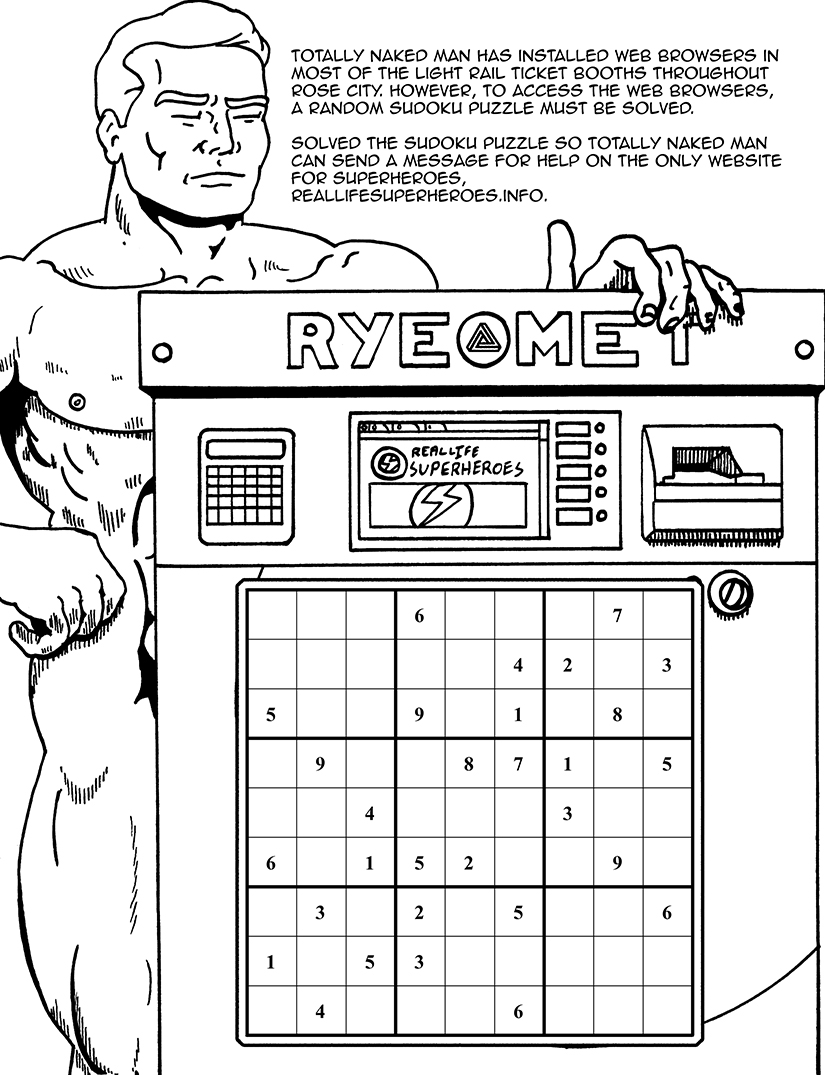 TOTALLY NAKED MAN HAS INSTALLED WEB BROWSERS IN
MOST OF THE LIGHT RAIL TICKET BOOTHS THROUGHOUT
ROSE CITY. HOWEVER, TO ACCESS THE WEB BROWSERS,
A RANDOM SUDOKU PUZZLE MUST BE SOLVED.
SOLVED THE SUDOKU PUZZLE SO TOTALLY NAKED MAN
CAN SEND A MESSAGE FOR HELP ON THE ONLY WEBSITE
FOR SUPERHEROES,
REALLIFESUPERHEROES.INFO.
RYEOMET
REALLIFE
SUPERHEROES
6 7
4 2 3
5 9 1 8
9 8 7 1 5
4 3
6 1 5 2 9
3 2 5 6
1 5 3
4 6